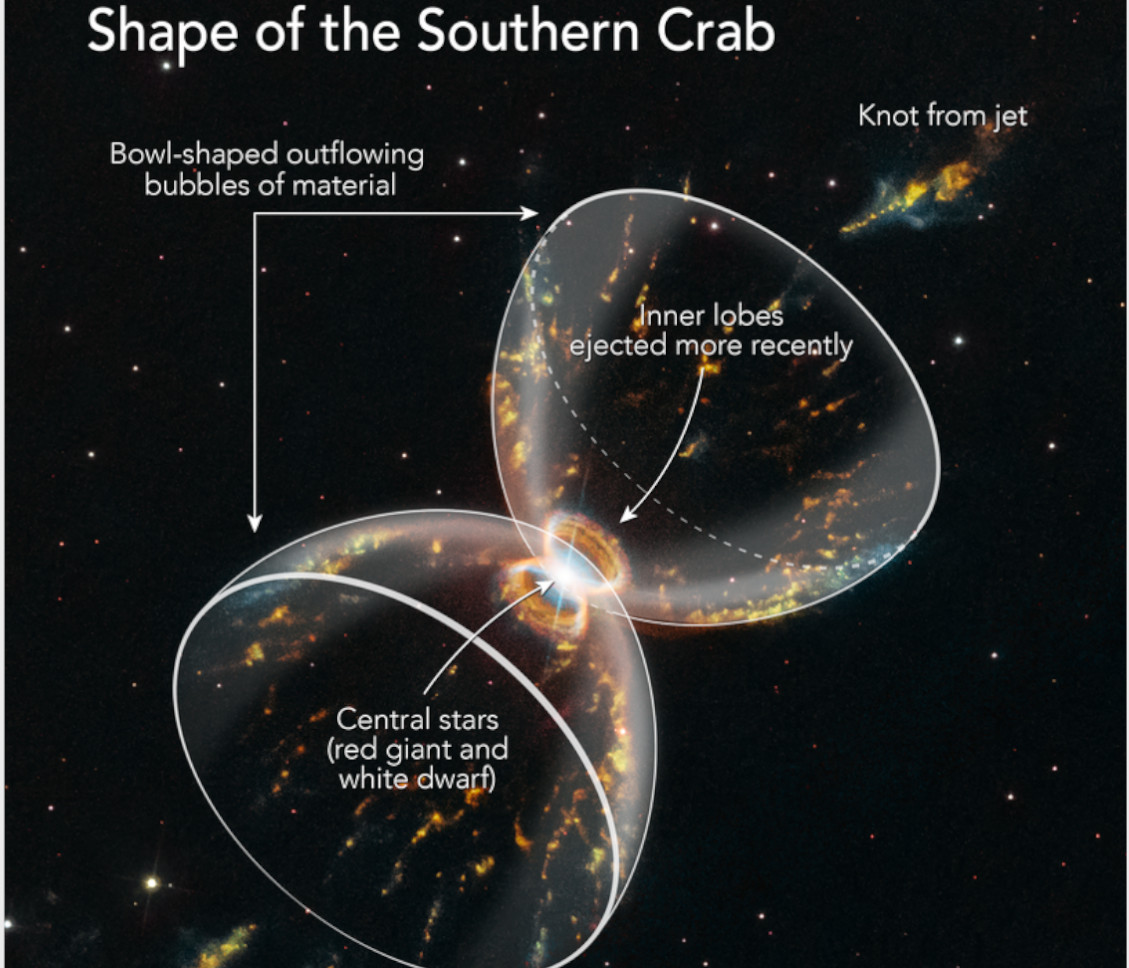 Shape of the Southern Crab
Knot from jet
Bowl-shaped outflowing
bubbles of material
Inner lobes
ejected more recently
Central stars
(red giant and
white dwarf)